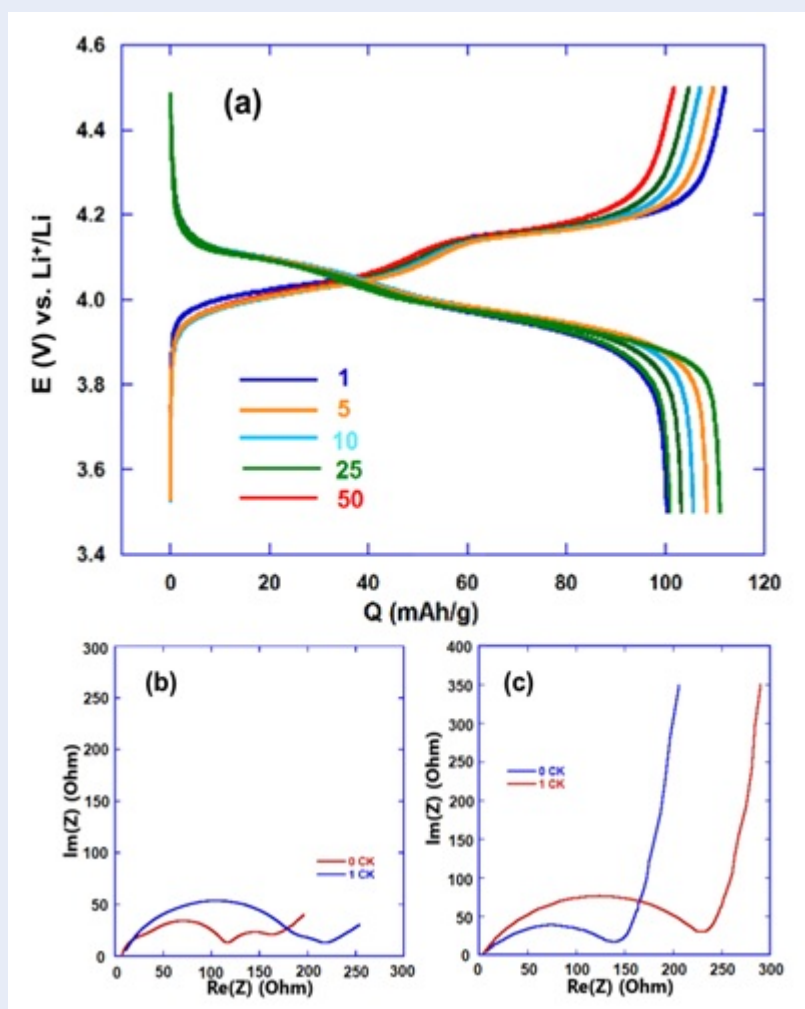 (a)
E (V) vs. Li⁺/Li
4.6
4.4
4.2
4.0
3.8
3.6
3.4
1
5
10
25
50
0 20 40 60 80 100 120
Q (mAh/g)
(b)
Im(Z) (Ohm)
300
250
200
150
100
50
0
0 CK
1 CK
0 50 100 150 200 250 300
Re(Z) (Ohm)
(c)
Im(Z) (Ohm)
400
350
300
250
200
150
100
50
0
0 CK
1 CK
0 50 100 150 200 250 300
Re(Z) (Ohm)